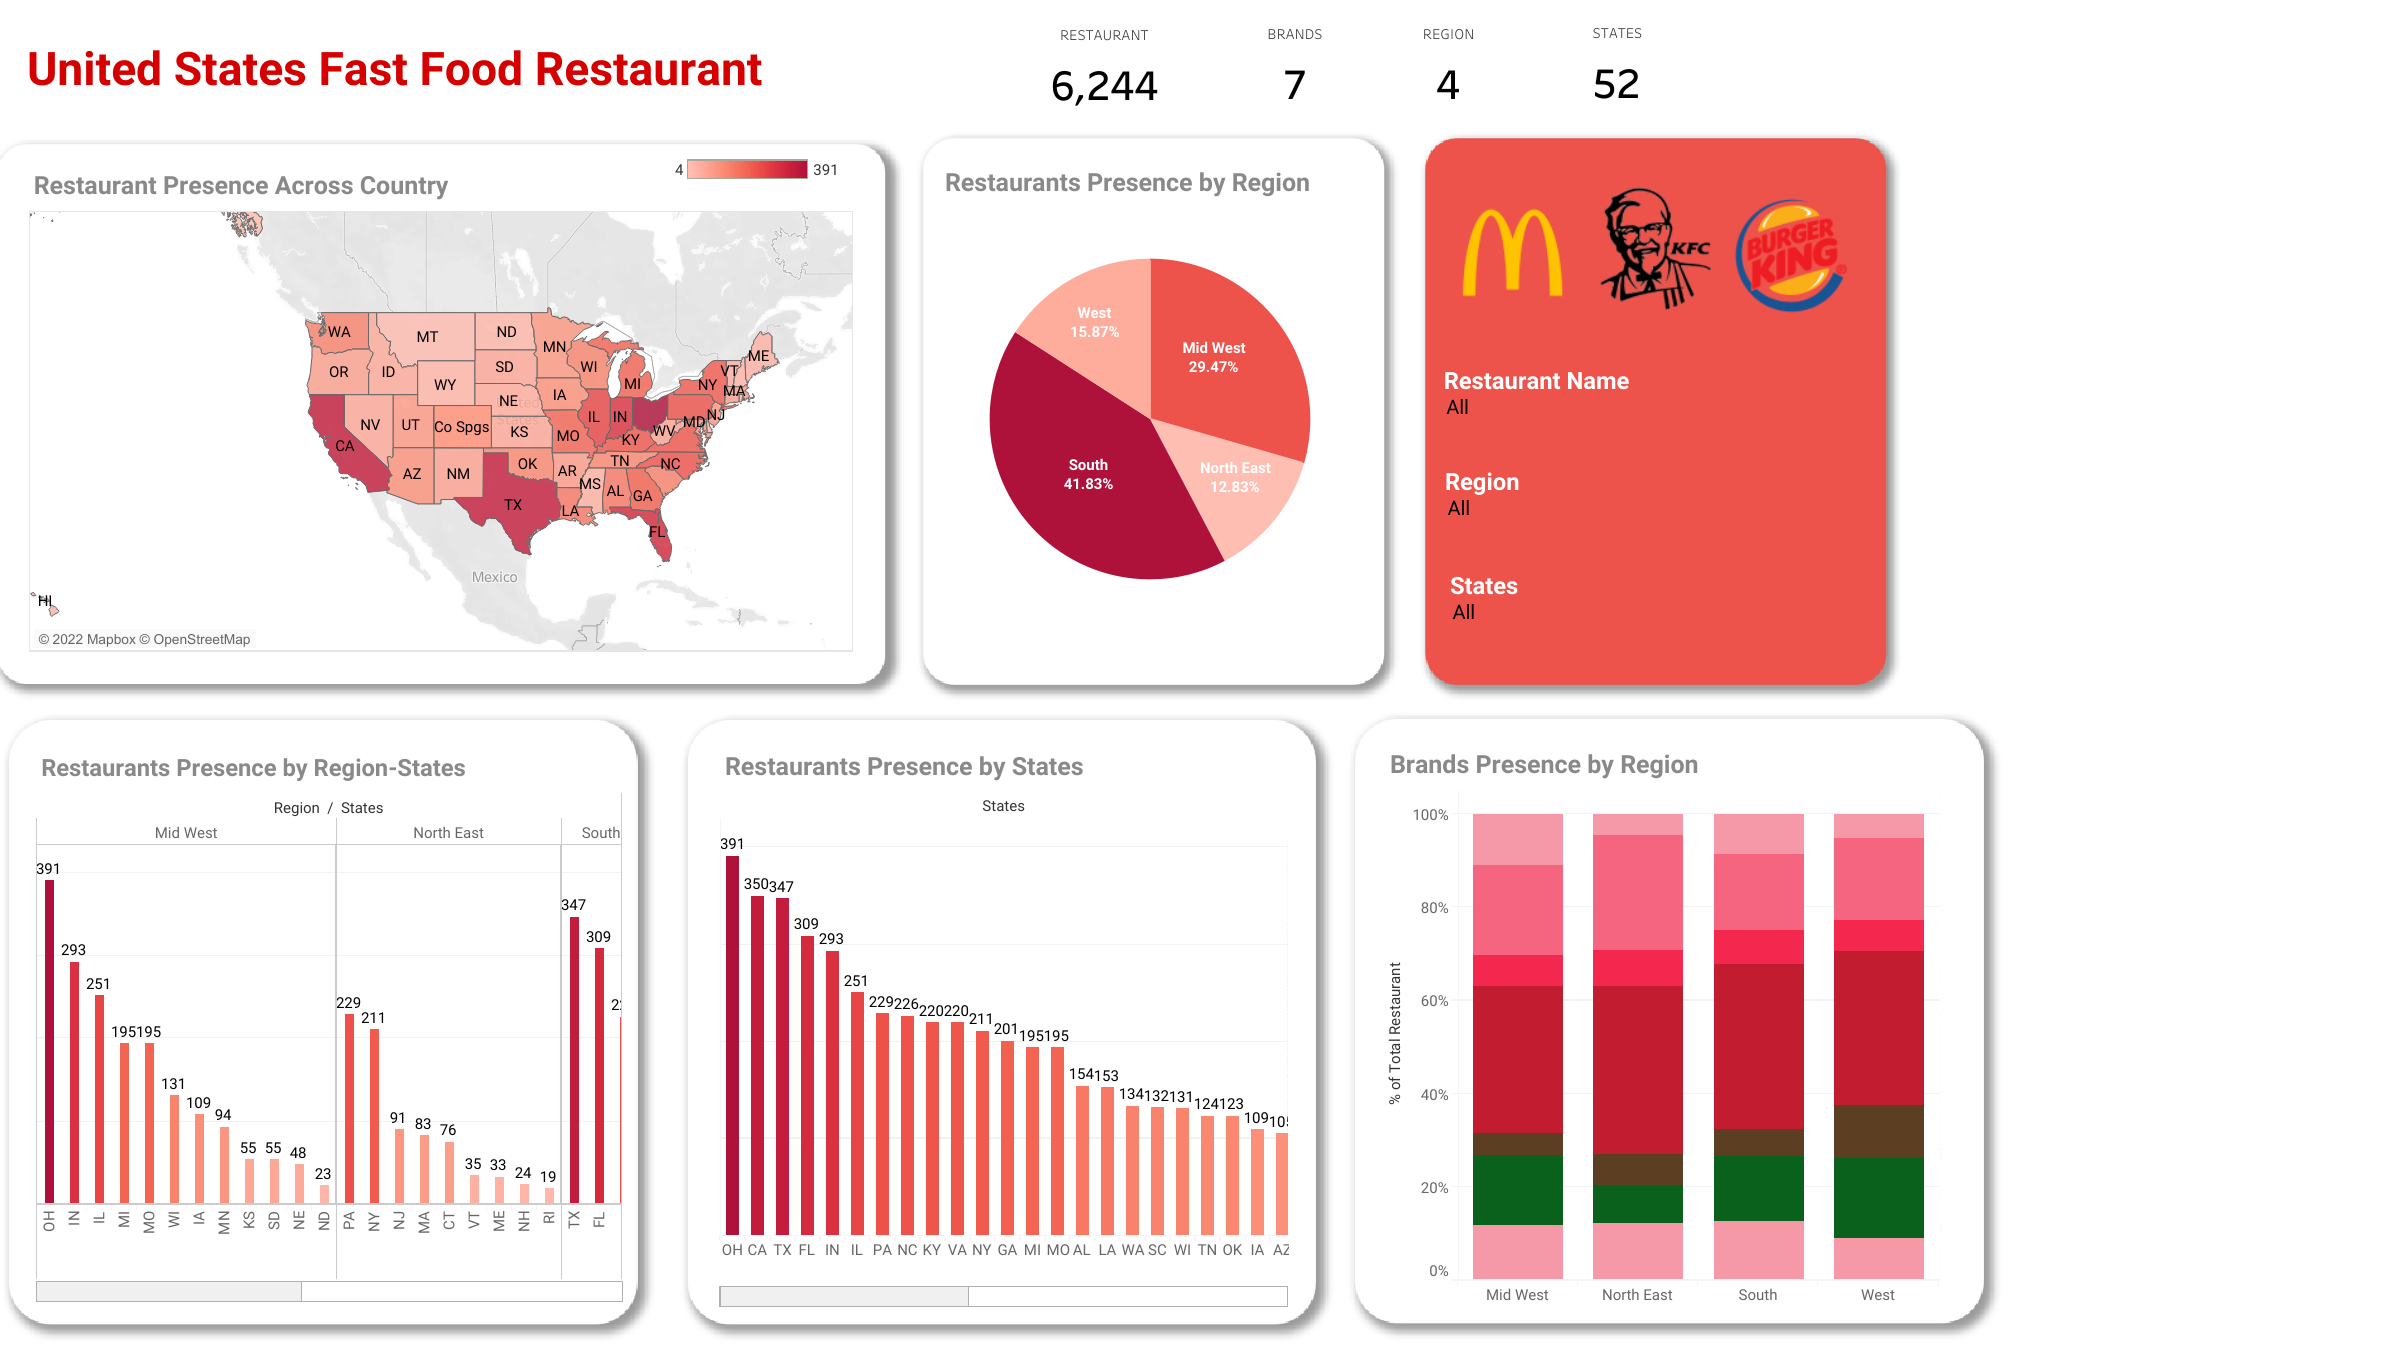 United States Fast Food Restaurant
RESTAURANT
6,244
BRANDS
7
REGION
4
STATES
52
Restaurant Presence Across Country
4
391
WA
MT
ND
MN
OR
ID
WY
SD
WI
MI
NY
VT
ME
MA
NV
UT
Co Spgs
NE
IA
IL
IN
NJ
MD
WV
CA
KS
MO
KY
AZ
NM
OK
AR
TN
NC
TX
MS
AL
GA
LA
FL
HI
Mexico
© 2022 Mapbox © OpenStreetMap
Restaurants Presence by Region
West
15.87%
Mid West
29.47%
South
41.83%
North East
12.83%
KFC
BURGER
KING
®
Restaurant Name
All
Region
All
States
All
Restaurants Presence by Region-States
Region / States
Mid West
North East
South
391
293
251
195
195
131
109
94
55
55
48
23
229
211
91
83
76
35
33
24
19
347
309
OH
IN
IL
MI
MO
WI
IA
MN
KS
SD
NE
ND
PA
NY
NJ
MA
CT
VT
ME
NH
RI
TX
FL
Restaurants Presence by States
States
391
350
347
309
293
251
229
226
220
220
211
201
195
195
154
153
134
132
131
124
123
109
105
OH CA TX FL IN IL PA NC KY VA NY GA MI MO AL LA WA SC WI TN OK IA AZ
Brands Presence by Region
% of Total Restaurant
100%
80%
60%
40%
20%
0%
Mid West
North East
South
West